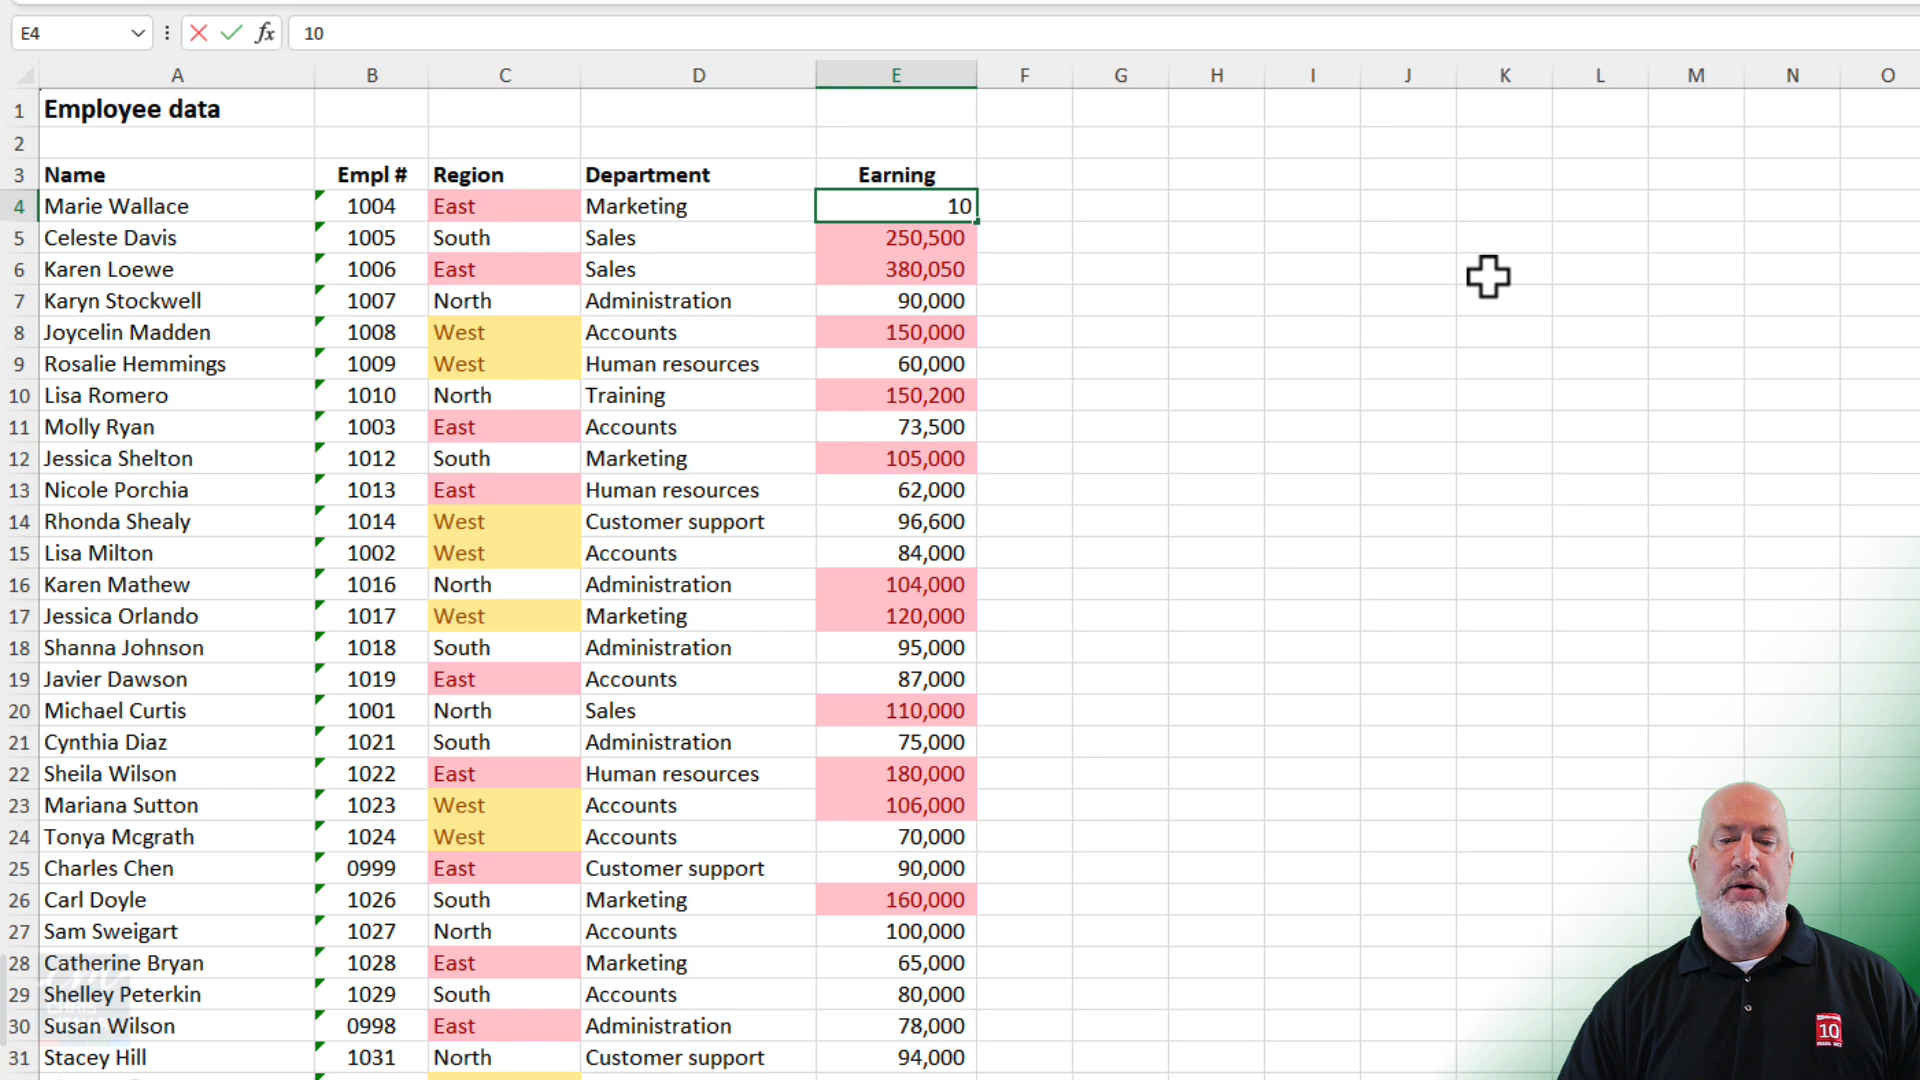 E4 fx 10
A B C D E F G H I J K L M N O
1 Employee data
2
3 Name Empl # Region Department Earning
4 Marie Wallace 1004 East Marketing 10
5 Celeste Davis 1005 South Sales 250,500
6 Karen Loewe 1006 East Sales 380,050
7 Karyn Stockwell 1007 North Administration 90,000
8 Joycelin Madden 1008 West Accounts 150,000
9 Rosalie Hemmings 1009 West Human resources 60,000
10 Lisa Romero 1010 North Training 150,200
11 Molly Ryan 1003 East Accounts 73,500
12 Jessica Shelton 1012 South Marketing 105,000
13 Nicole Porchia 1013 East Human resources 62,000
14 Rhonda Shealy 1014 West Customer support 96,600
15 Lisa Milton 1002 West Accounts 84,000
16 Karen Mathew 1016 North Administration 104,000
17 Jessica Orlando 1017 West Marketing 120,000
18 Shanna Johnson 1018 South Administration 95,000
19 Javier Dawson 1019 East Accounts 87,000
20 Michael Curtis 1001 North Sales 110,000
21 Cynthia Diaz 1021 South Administration 75,000
22 Sheila Wilson 1022 East Human resources 180,000
23 Mariana Sutton 1023 West Accounts 106,000
24 Tonya Mcgrath 1024 West Accounts 70,000
25 Charles Chen 0999 East Customer support 90,000
26 Carl Doyle 1026 South Marketing 160,000
27 Sam Sweigart 1027 North Accounts 100,000
28 Catherine Bryan 1028 East Marketing 65,000
29 Shelley Peterkin 1029 South Accounts 80,000
30 Susan Wilson 0998 East Administration 78,000
31 Stacey Hill 1031 North Customer support 94,000
10